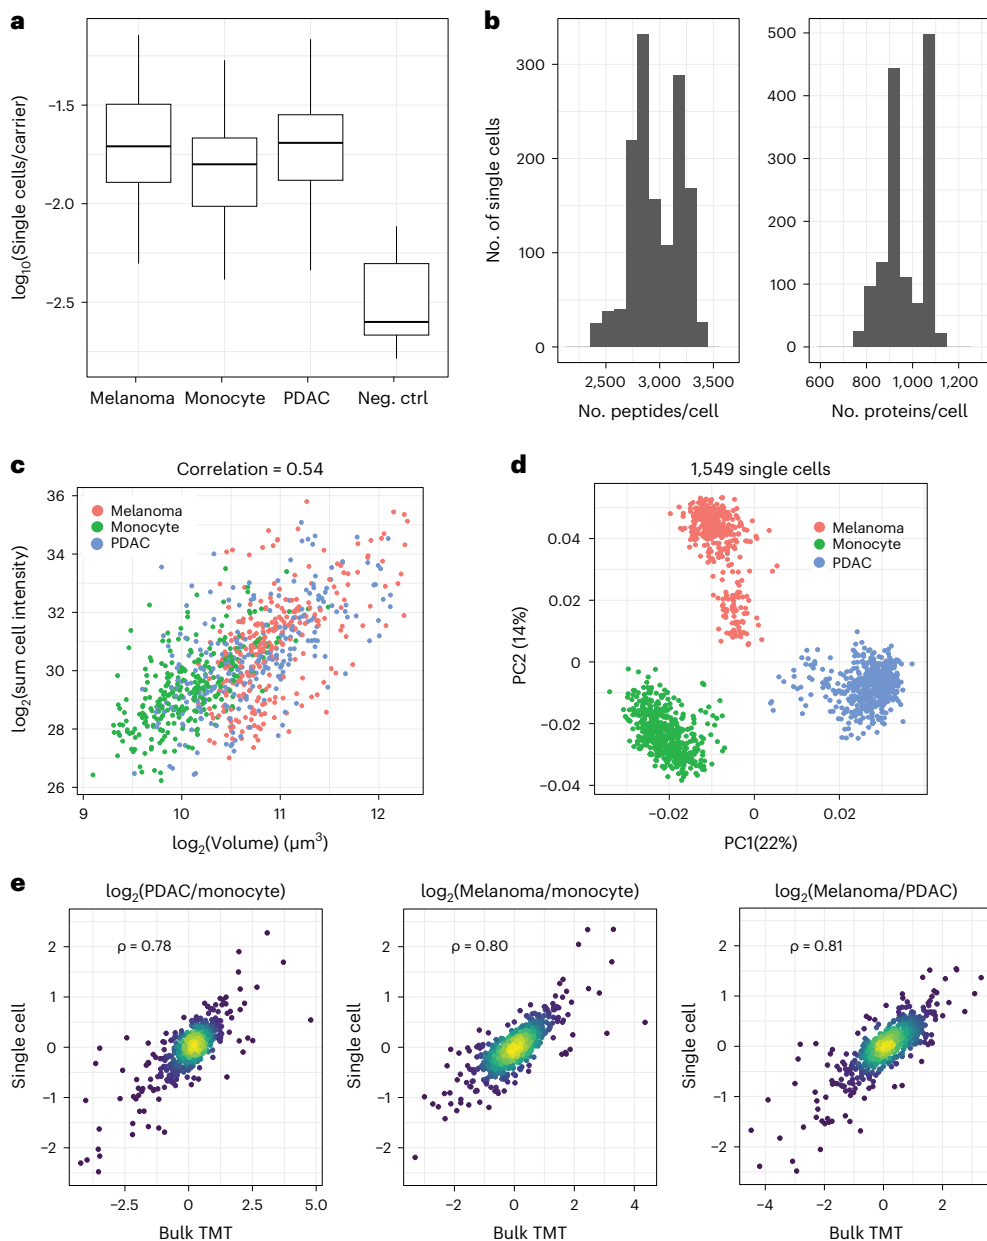 a
log10(Single cells/carrier)
−1.5
−2.0
−2.5
Melanoma Monocyte PDAC Neg. ctrl
b
No. of single cells
300
200
100
0
2,500 3,000 3,500
No. peptides/cell
500
400
300
200
100
0
600 800 1,000 1,200
No. proteins/cell
c
Correlation = 0.54
log2(sum cell intensity)
36
34
32
30
28
26
Melanoma
Monocyte
PDAC
9 10 11 12
log2(Volume) (µm3)
d
1,549 single cells
PC2 (14%)
0.04
0.02
0
−0.02
−0.04
Melanoma
Monocyte
PDAC
−0.02 0 0.02
PC1(22%)
e
log2(PDAC/monocyte)
ρ = 0.78
Single cell
2
1
0
−1
−2
−2.5 0 2.5 5.0
Bulk TMT
log2(Melanoma/monocyte)
ρ = 0.80
Single cell
2
1
0
−1
−2
−2 0 2 4
Bulk TMT
log2(Melanoma/PDAC)
ρ = 0.81
Single cell
2
1
0
−1
−2
−4 −2 0 2
Bulk TMT